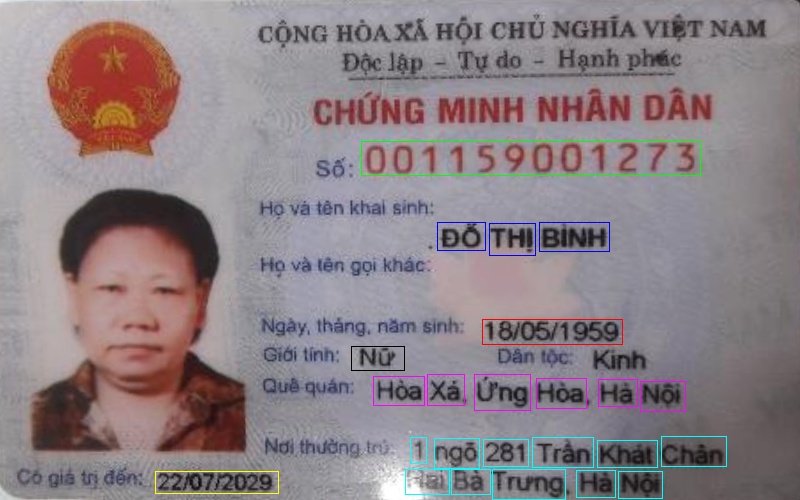 CỘNG HÒA XÃ HỘI CHỦ NGHĨA VIỆT NAM
Độc lập - Tự do - Hạnh phúc
CHỨNG MINH NHÂN DÂN
Số: 001159001273
Họ và tên khai sinh:
ĐỖ THỊ BÌNH
Họ và tên gọi khác:
Ngày, tháng, năm sinh: 18/05/1959
Giới tính: Nữ Dân tộc: Kinh
Quê quán: Hòa Xá, Ứng Hòa, Hà Nội
Nơi thường trú: 1 ngõ 281 Trần Khát Chân
Hai Bà Trưng, Hà Nội
Có giá trị đến: 22/07/2029